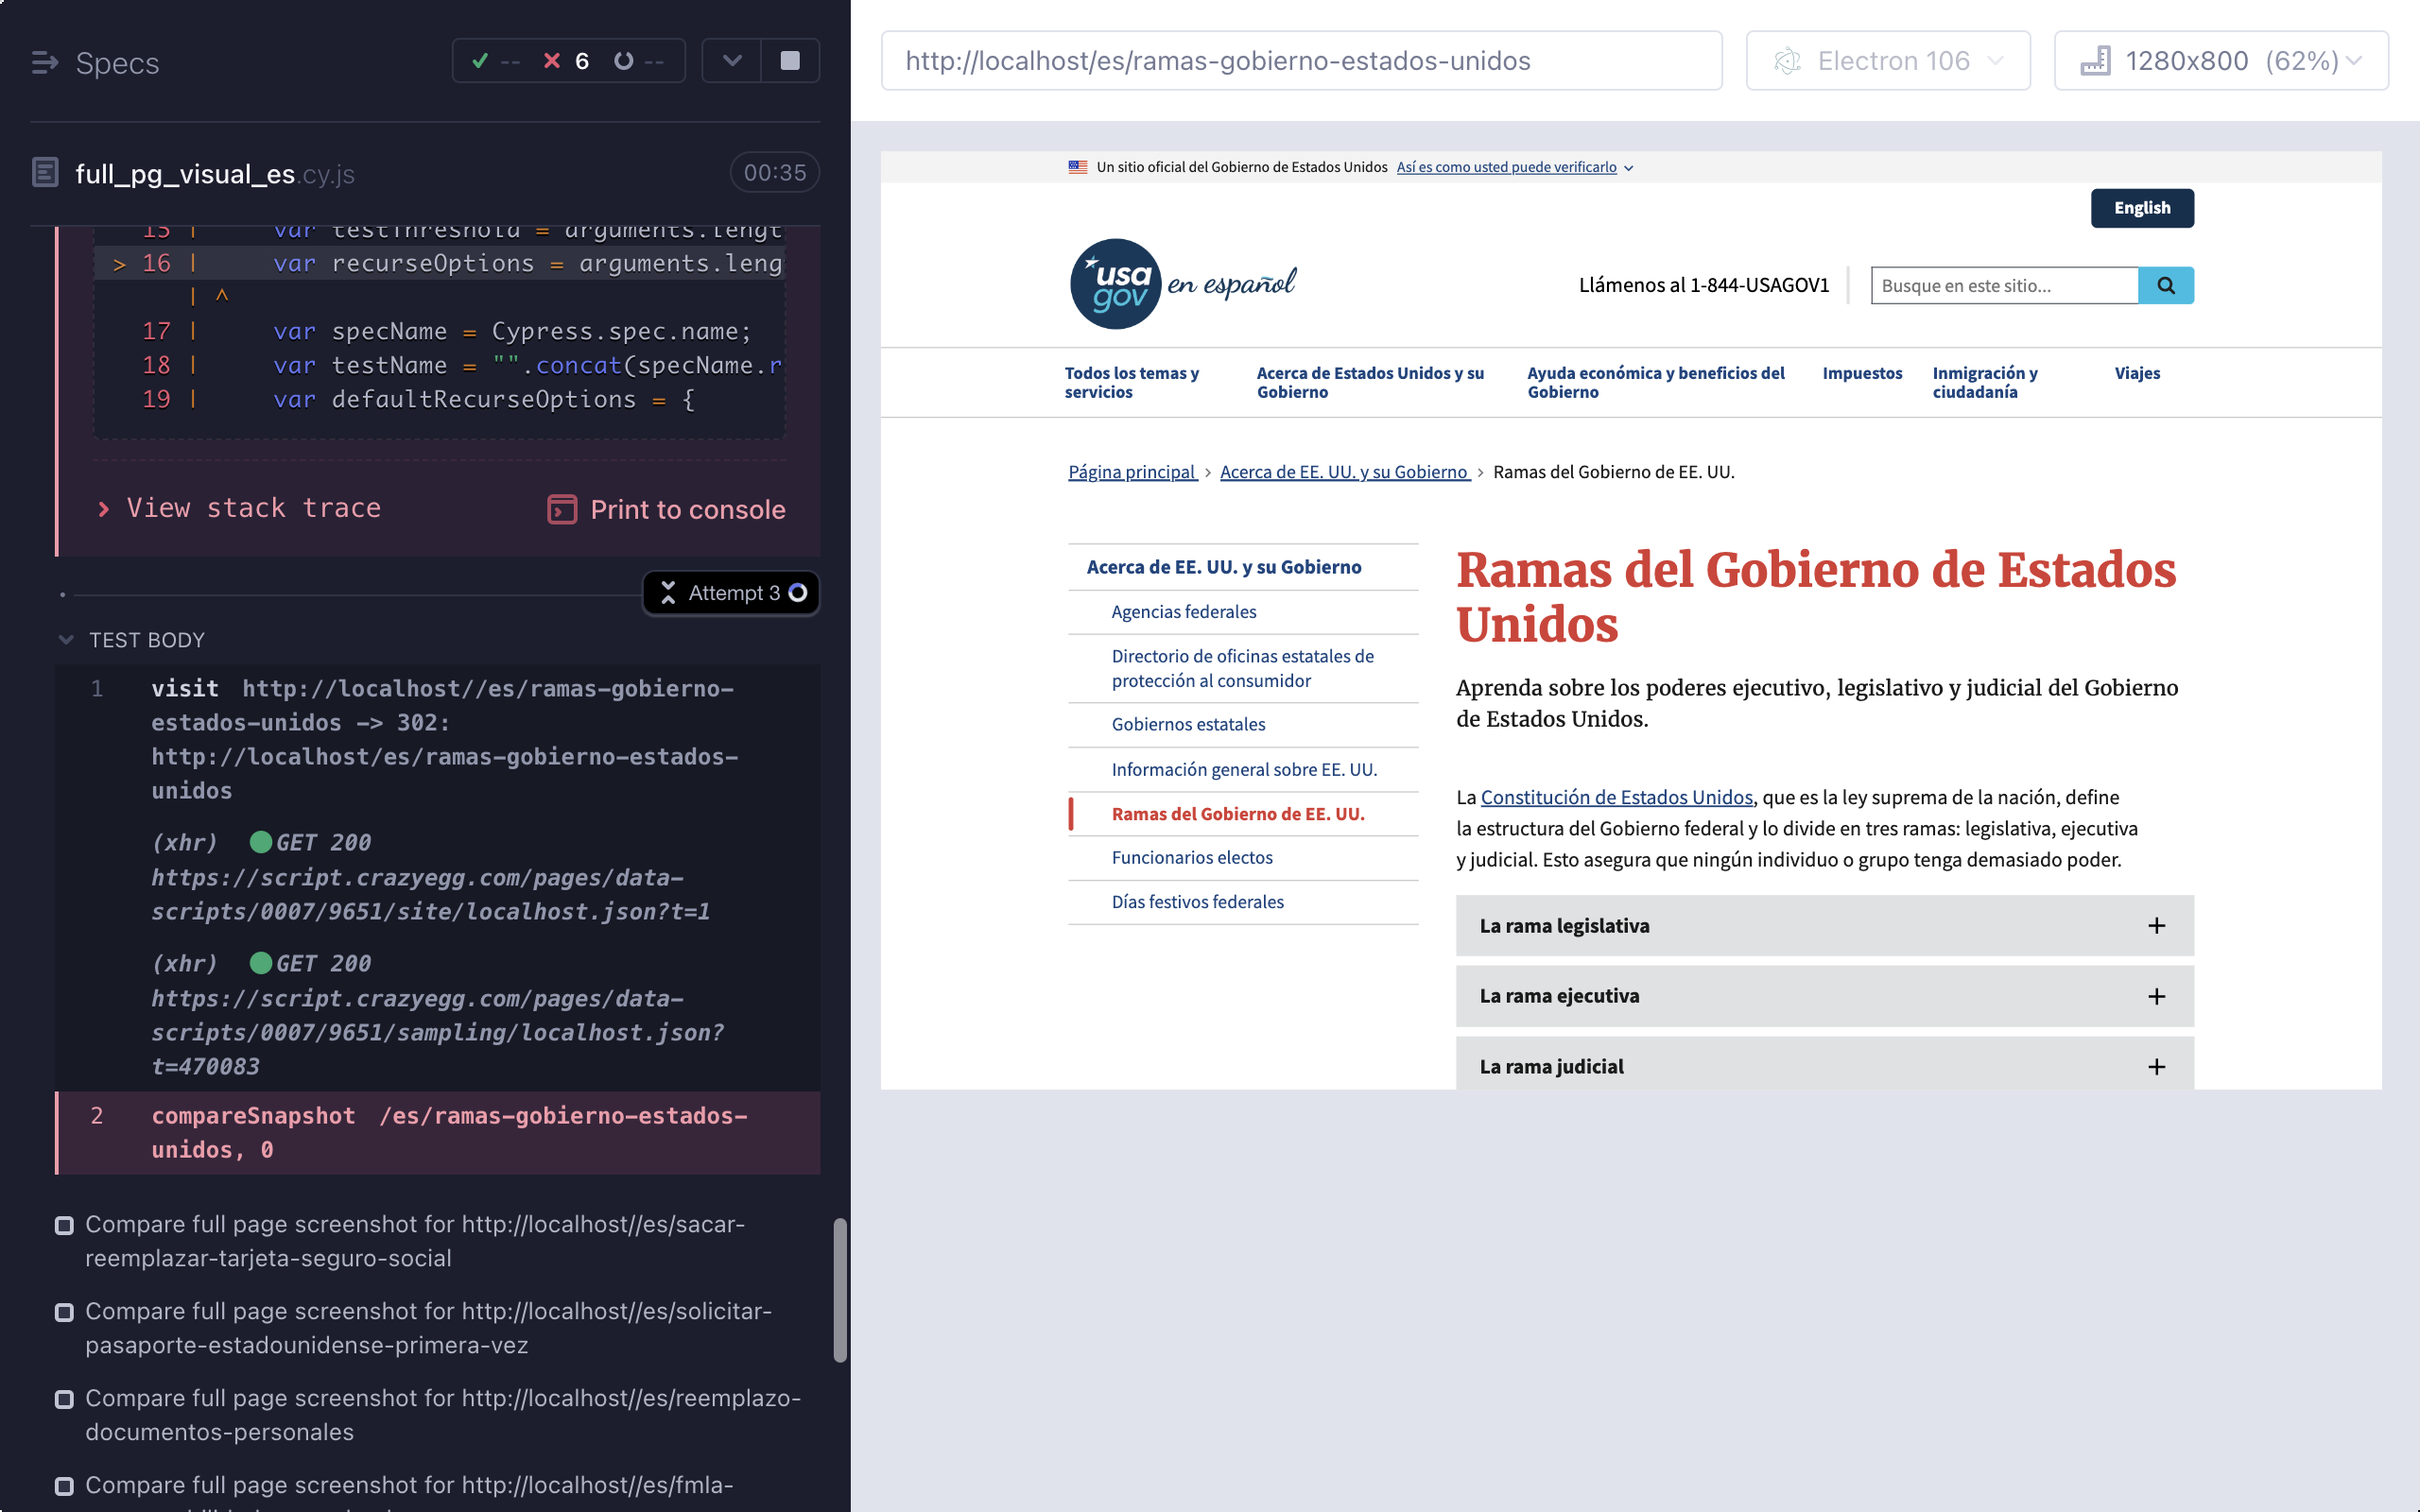 Specs
-- 6 --
full_pg_visual_es.cy.js
00:35
15 | var testThreshold = arguments.lengt
> 16 | var recurseOptions = arguments.leng
| ^
17 | var specName = Cypress.spec.name;
18 | var testName = "".concat(specName.r
19 | var defaultRecurseOptions = {
View stack trace
Print to console
Attempt 3
TEST BODY
1 visit http://localhost//es/ramas-gobierno-
estados-unidos -> 302:
http://localhost/es/ramas-gobierno-estados-
unidos
(xhr) GET 200
https://script.crazyegg.com/pages/data-
scripts/0007/9651/site/localhost.json?t=1
(xhr) GET 200
https://script.crazyegg.com/pages/data-
scripts/0007/9651/sampling/localhost.json?
t=470083
2 compareSnapshot /es/ramas-gobierno-estados-
unidos, 0
Compare full page screenshot for http://localhost//es/sacar-
reemplazar-tarjeta-seguro-social
Compare full page screenshot for http://localhost//es/solicitar-
pasaporte-estadounidense-primera-vez
Compare full page screenshot for http://localhost//es/reemplazo-
documentos-personales
Compare full page screenshot for http://localhost//es/fmla-
http://localhost/es/ramas-gobierno-estados-unidos
Electron 106
1280x800 (62%)
Un sitio oficial del Gobierno de Estados Unidos Así es como usted puede verificarlo
English
usa
gov en español
Llámenos al 1-844-USAGOV1
Busque en este sitio...
Todos los temas y
servicios
Acerca de Estados Unidos y su
Gobierno
Ayuda económica y beneficios del
Gobierno
Impuestos
Inmigración y
ciudadanía
Viajes
Página principal > Acerca de EE. UU. y su Gobierno > Ramas del Gobierno de EE. UU.
Acerca de EE. UU. y su Gobierno
Agencias federales
Directorio de oficinas estatales de
protección al consumidor
Gobiernos estatales
Información general sobre EE. UU.
Ramas del Gobierno de EE. UU.
Funcionarios electos
Días festivos federales
Ramas del Gobierno de Estados
Unidos
Aprenda sobre los poderes ejecutivo, legislativo y judicial del Gobierno
de Estados Unidos.
La Constitución de Estados Unidos, que es la ley suprema de la nación, define
la estructura del Gobierno federal y lo divide en tres ramas: legislativa, ejecutiva
y judicial. Esto asegura que ningún individuo o grupo tenga demasiado poder.
La rama legislativa
La rama ejecutiva
La rama judicial